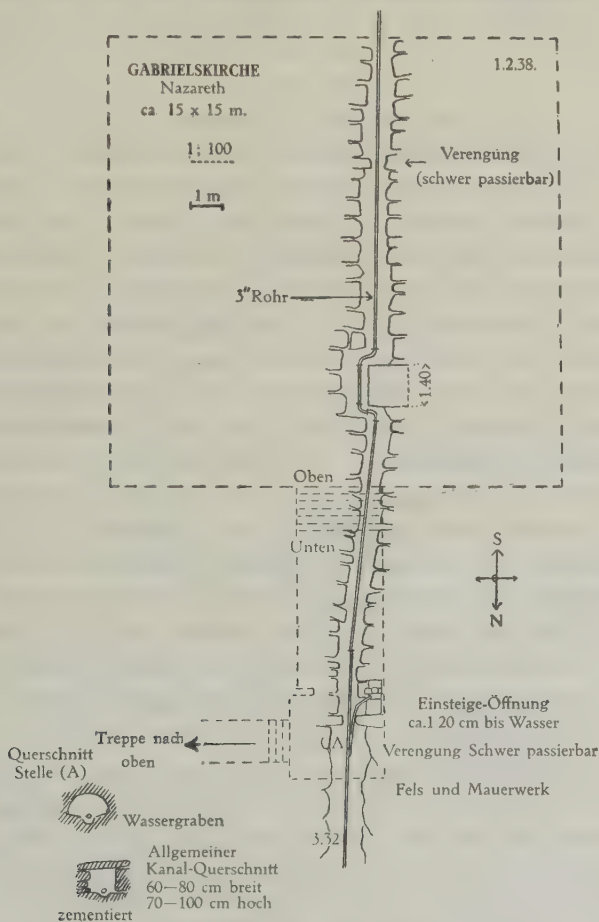 GABRIELSKIRCHE
Nazareth
ca 15 x 15 m.
1.2.38.
1; 100
1 m
Verengüng
(schwer passierbar)
3" Rohr
<1.40>
Oben
Unten
S
N
Einsteige-Öffnung
ca.1 20 cm bis Wasser
Treppe nach
oben
(A)
Verengung Schwer passierbar
Querschnitt
Stelle (A)
Fels und Mauerwerk
Wassergraben
3.32
Allgemeiner
Kanal-Querschnitt
60—80 cm breit
70—100 cm hoch
zementiert